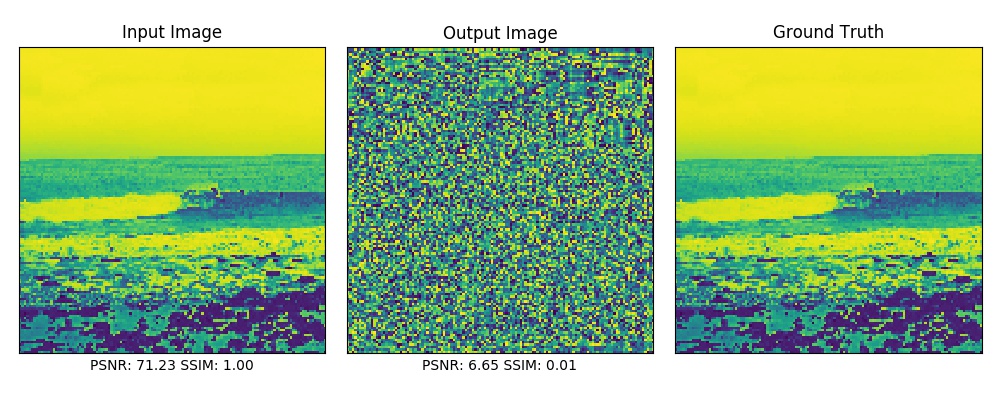 Input Image
Output Image
Ground Truth
PSNR: 71.23 SSIM: 1.00
PSNR: 6.65 SSIM: 0.01